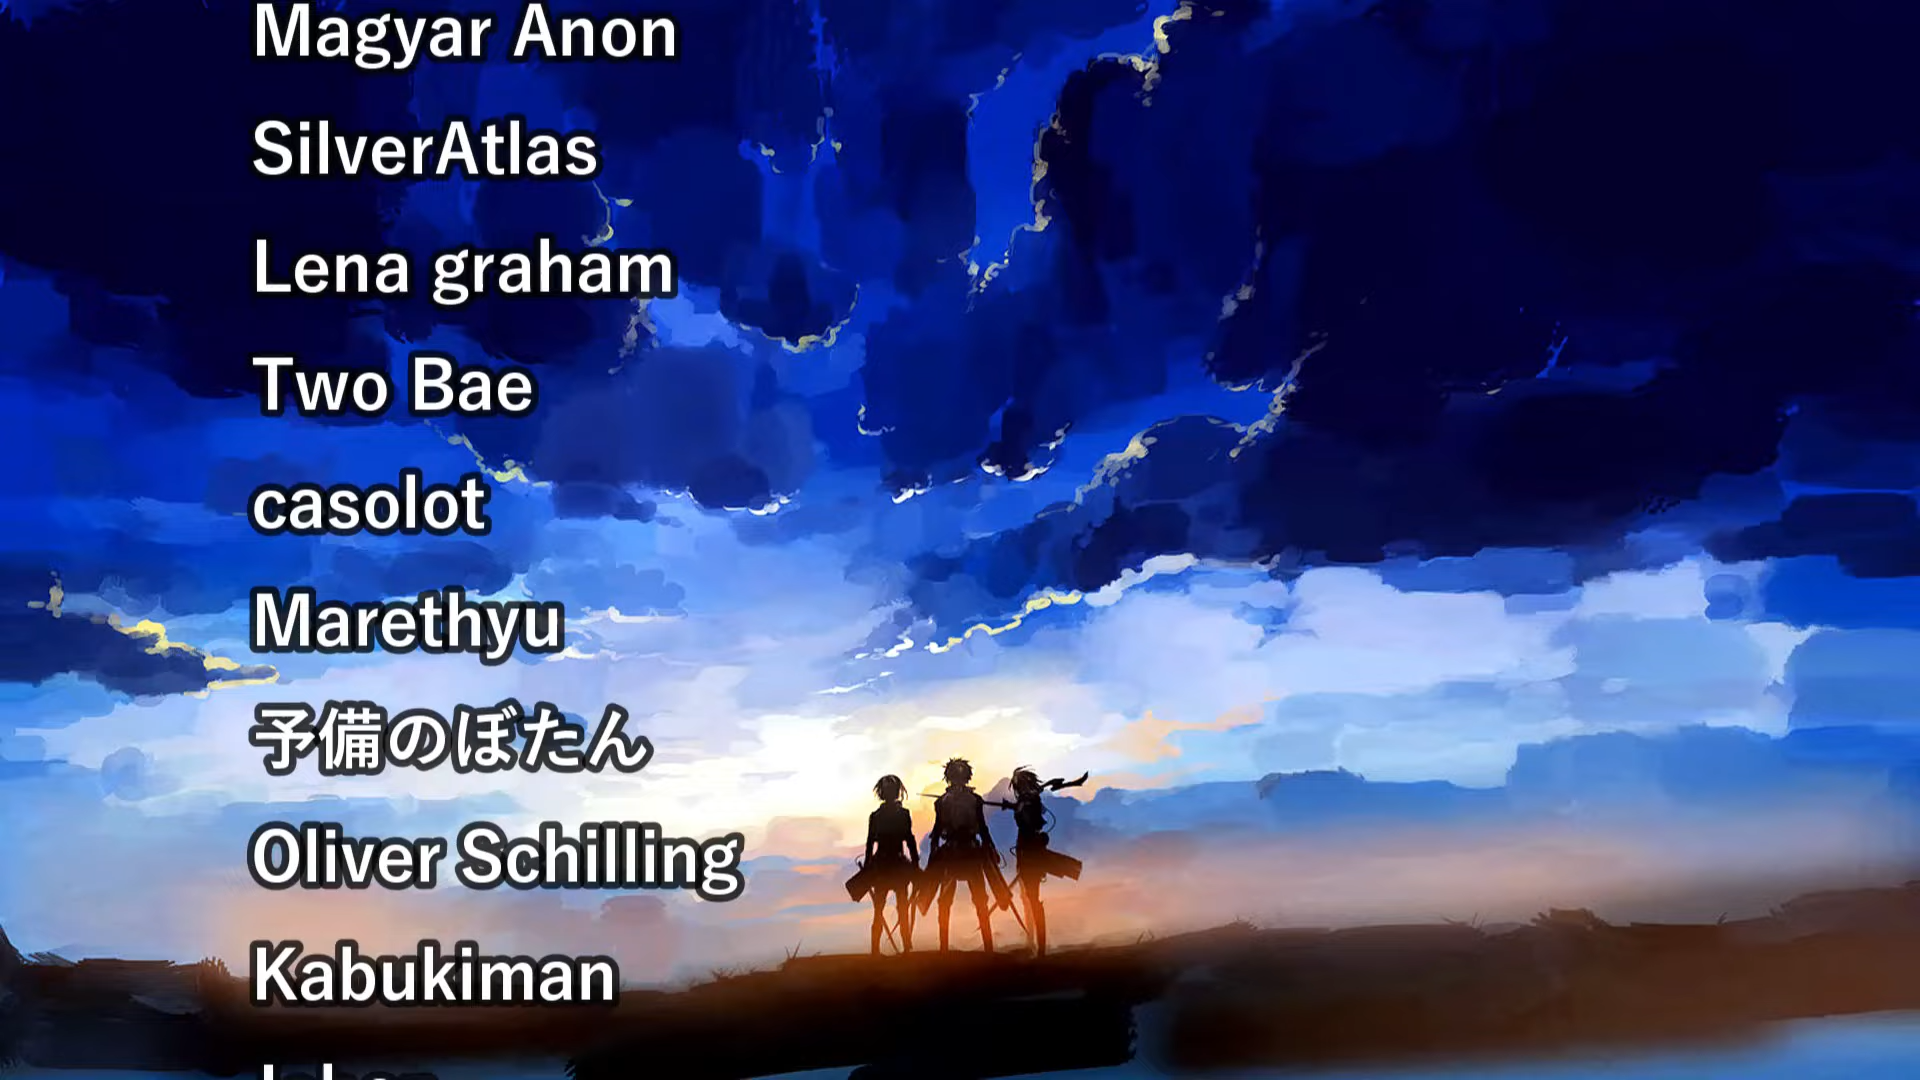 Magyar Anon
SilverAtlas
Lena graham
Two Bae
casolot
Marethyu
予備のぼたん
Oliver Schilling
Kabukiman